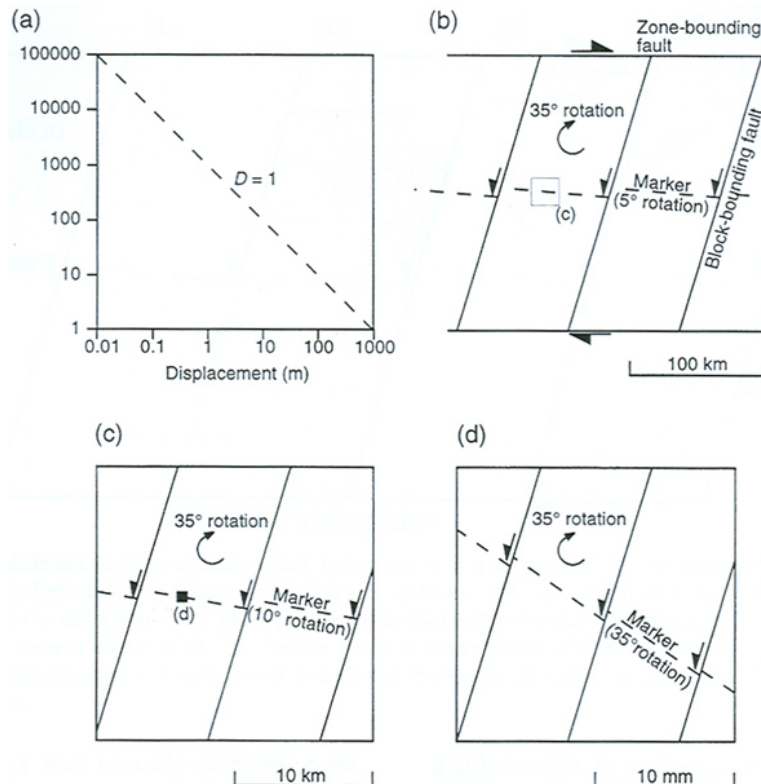 (a)
100000
10000
1000
100
10
1
D = 1
0.01 0.1 1 10 100 1000
Displacement (m)
(b)
Zone-bounding
fault
35° rotation
Marker
(5° rotation)
(c)
Block-bounding fault
100 km
(c)
35° rotation
Marker
(10° rotation)
(d)
10 km
(d)
35° rotation
Marker
(35°rotation)
10 mm